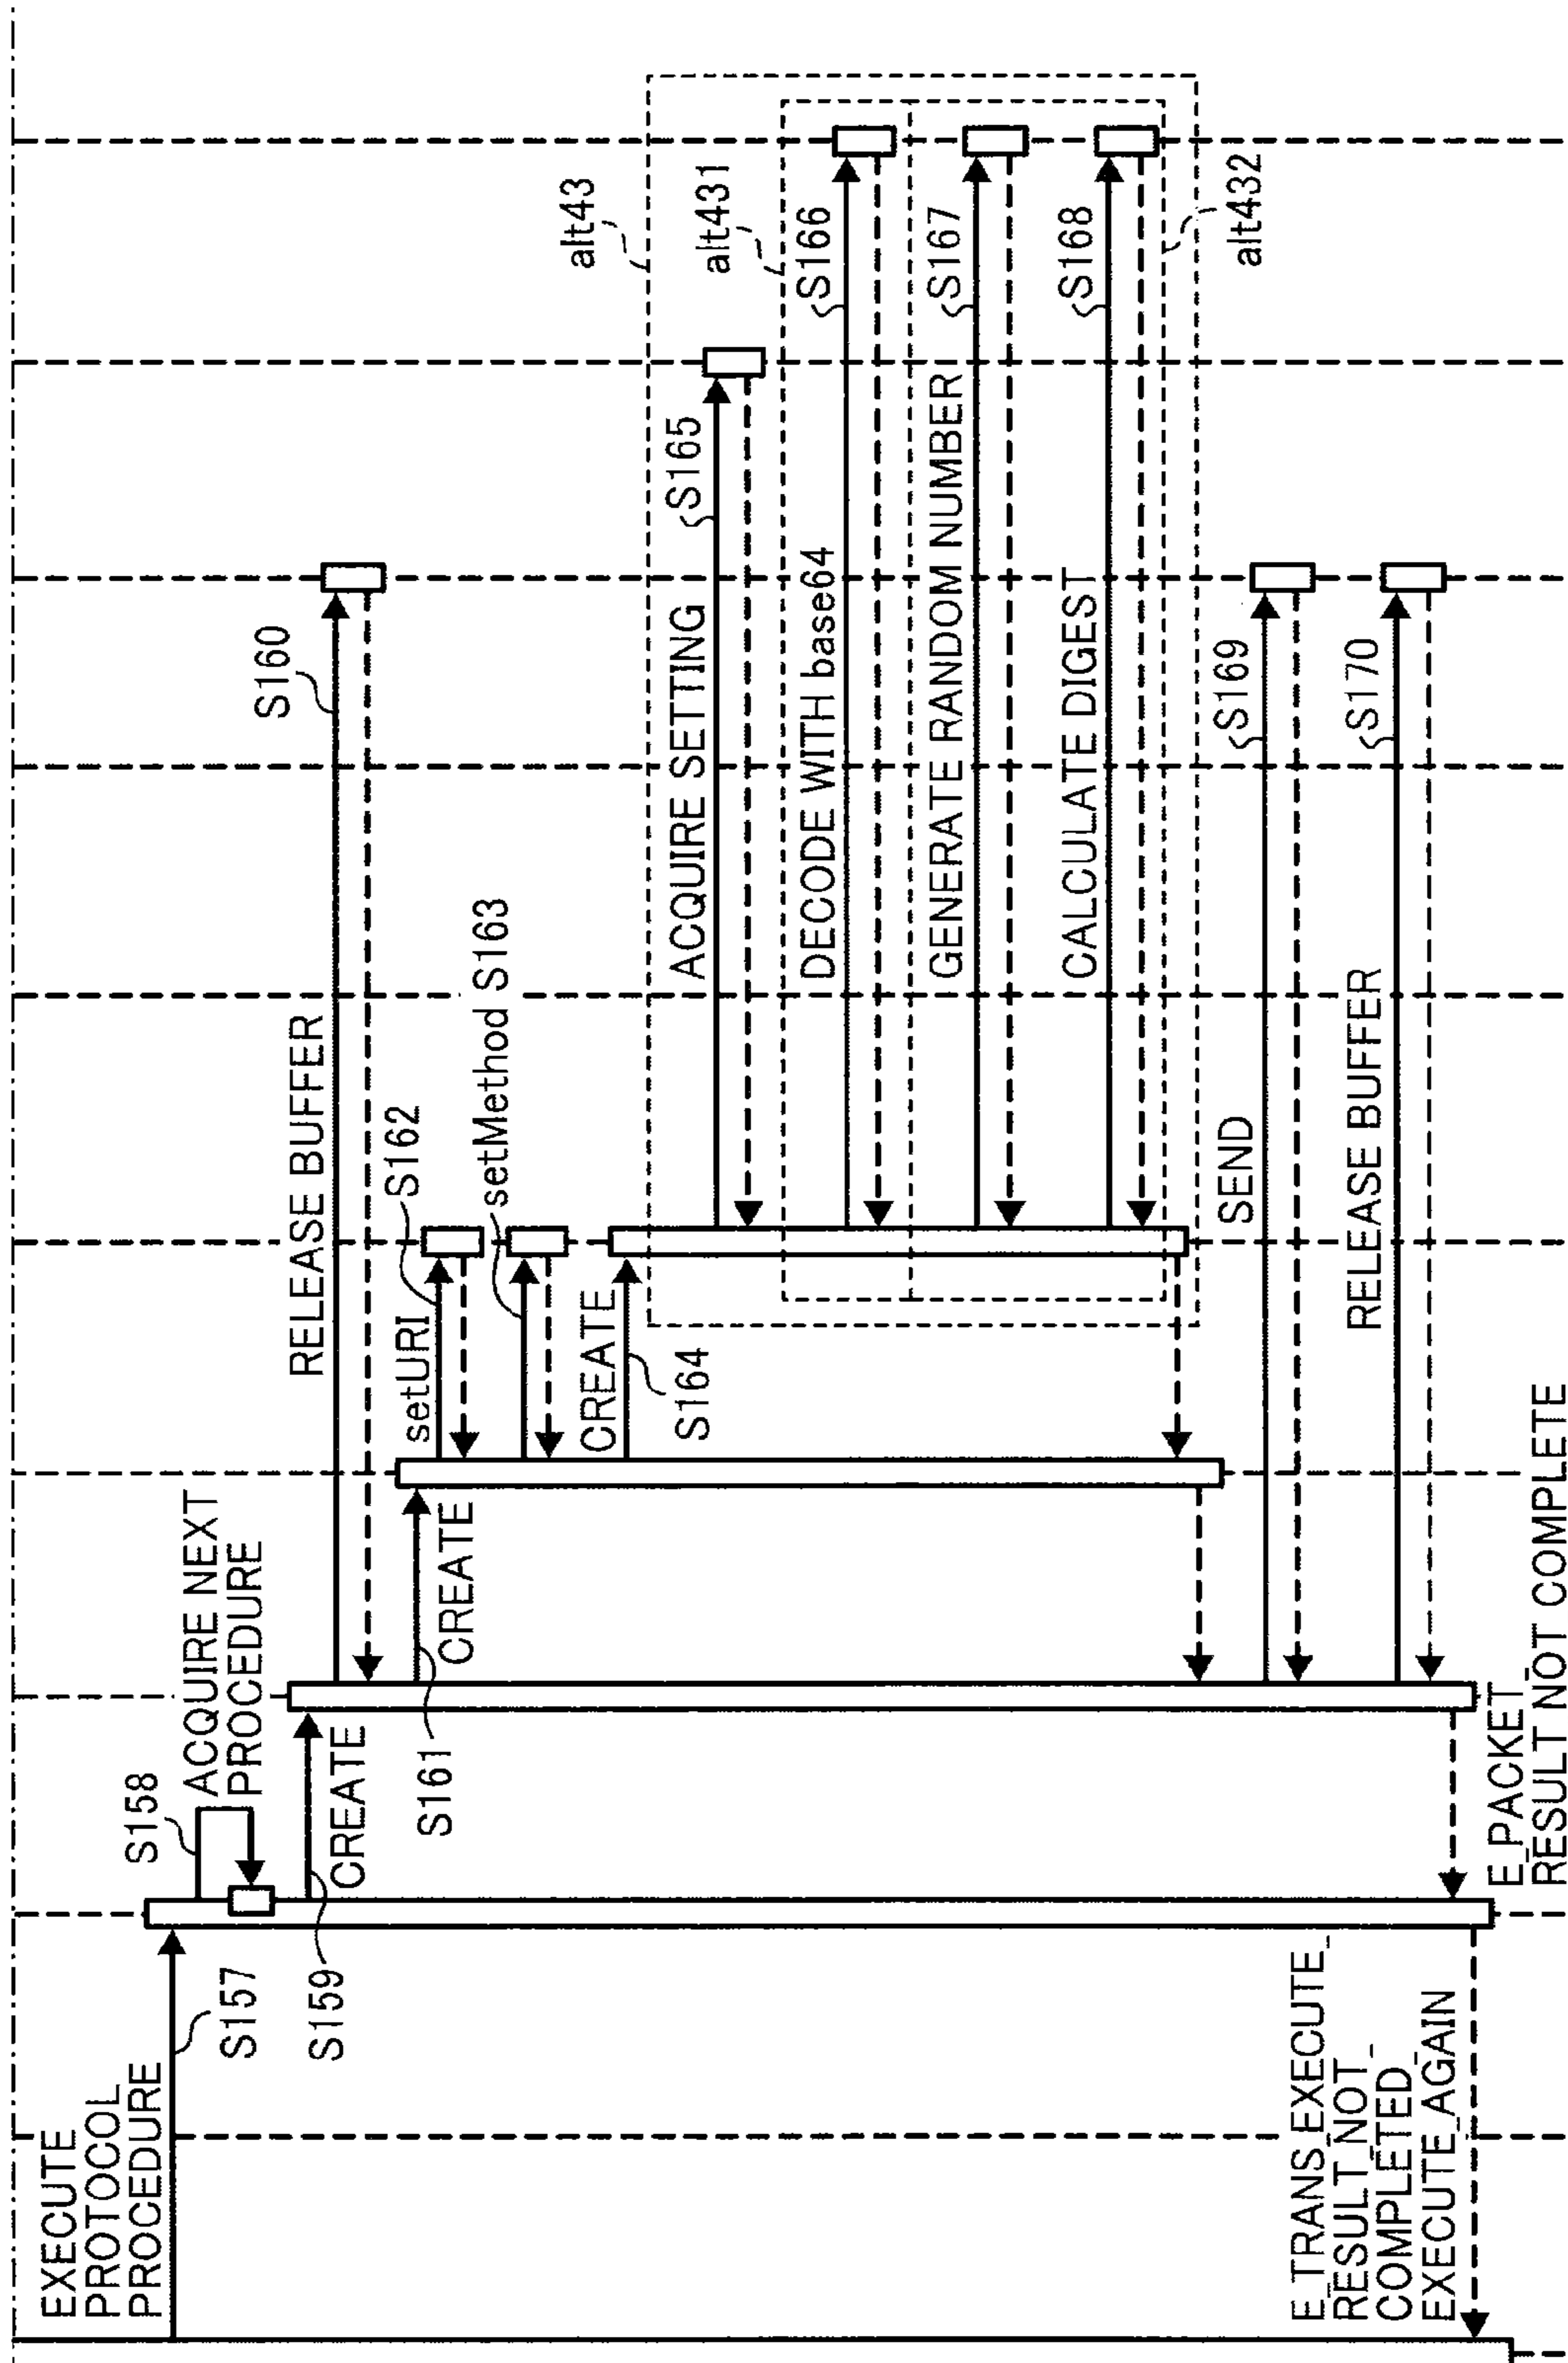 EXECUTE
PROTOCOL
PROCEDURE
S157
S158
ACQUIRE NEXT
PROCEDURE
S159
CREATE
RELEASE BUFFER
S160
S161
CREATE
setURI
S162
setMethod S163
CREATE
S164
alt43
ACQUIRE SETTING
S165
alt431
DECODE WITH base64
S166
GENERATE RANDOM NUMBER
S167
CALCULATE DIGEST
S168
alt432
SEND
S169
RELEASE BUFFER
S170
E_PACKET_
RESULT_NOT_COMPLETE
E_TRANS_EXECUTE_
RESULT_NOT_
COMPLETED_
EXECUTE_AGAIN